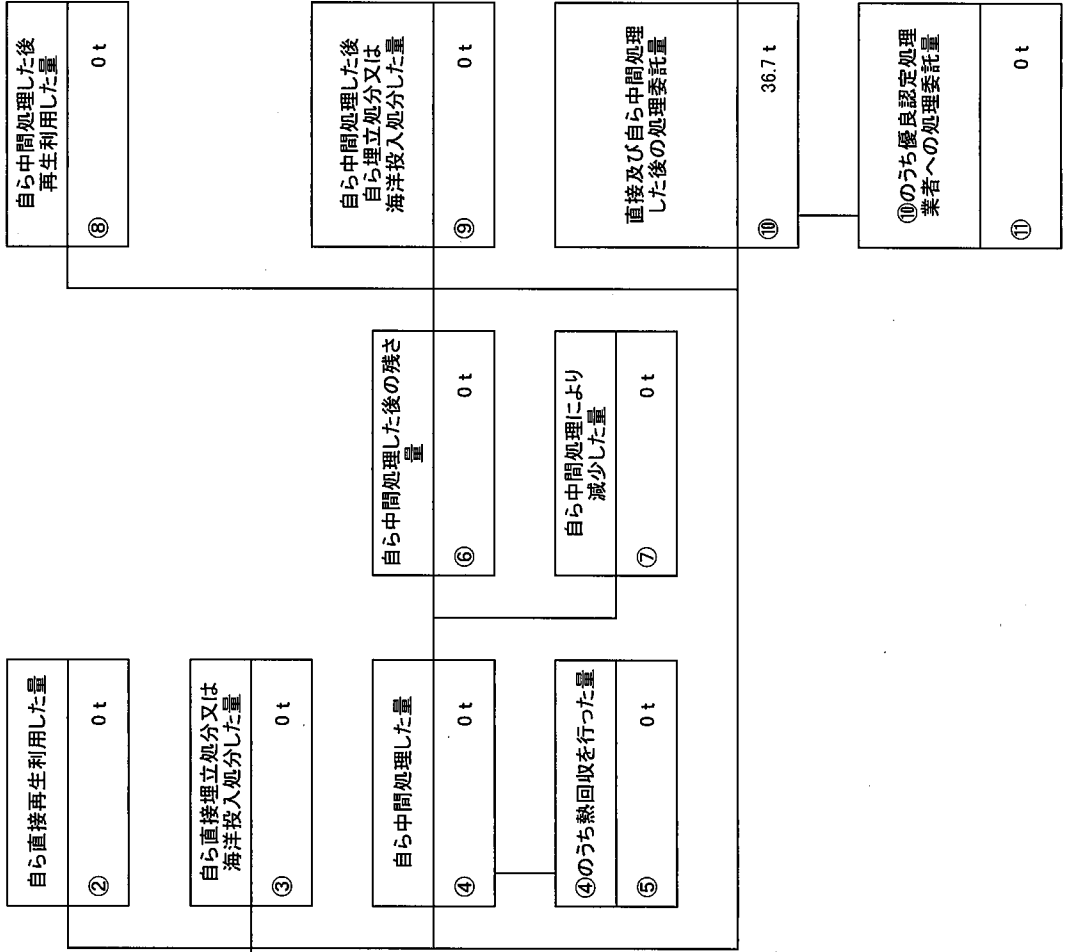 自ら直接再生利用した量
② 0 t
自ら直接埋立処分又は
海洋投入処分した量
③ 0 t
自ら中間処理した量
④ 0 t
④のうち熱回収を行った量
⑤ 0 t
自ら中間処理した後の残さ
量
⑥ 0 t
自ら中間処理により
減少した量
⑦ 0 t
自ら中間処理した後
再生利用した量
⑧ 0 t
自ら中間処理した後
自ら埋立処分又は
海洋投入処分した量
⑨ 0 t
直接及び自ら中間処理
した後の処理委託量
⑩ 36.7 t
⑩のうち優良認定処理
業者への処理委託量
⑪ 0 t